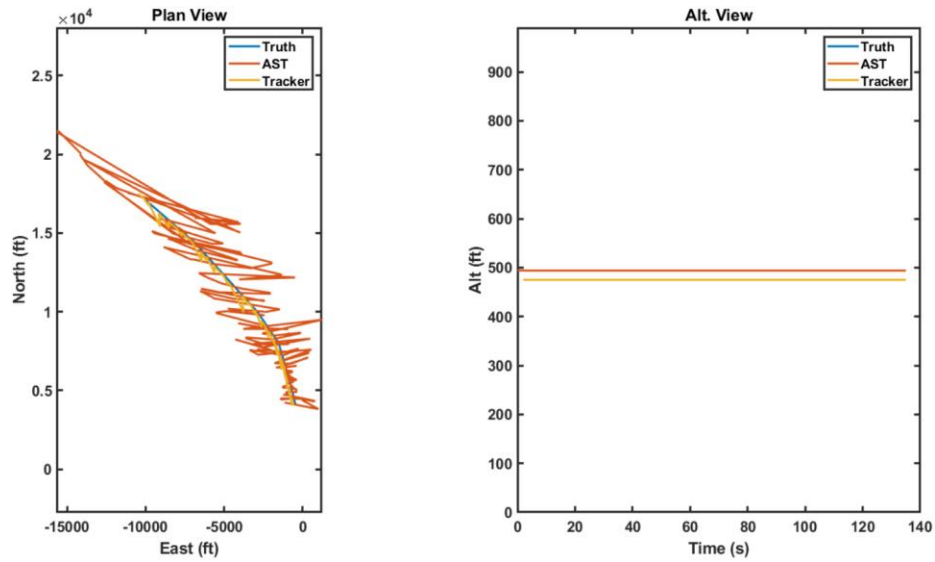 Plan View
×10⁴
2.5
2
1.5
1
0.5
0
-15000 -10000 -5000 0
East (ft)
North (ft)
Truth
AST
Tracker
Alt. View
900
800
700
600
500
400
300
200
100
0
0 20 40 60 80 100 120 140
Time (s)
Alt (ft)
Truth
AST
Tracker